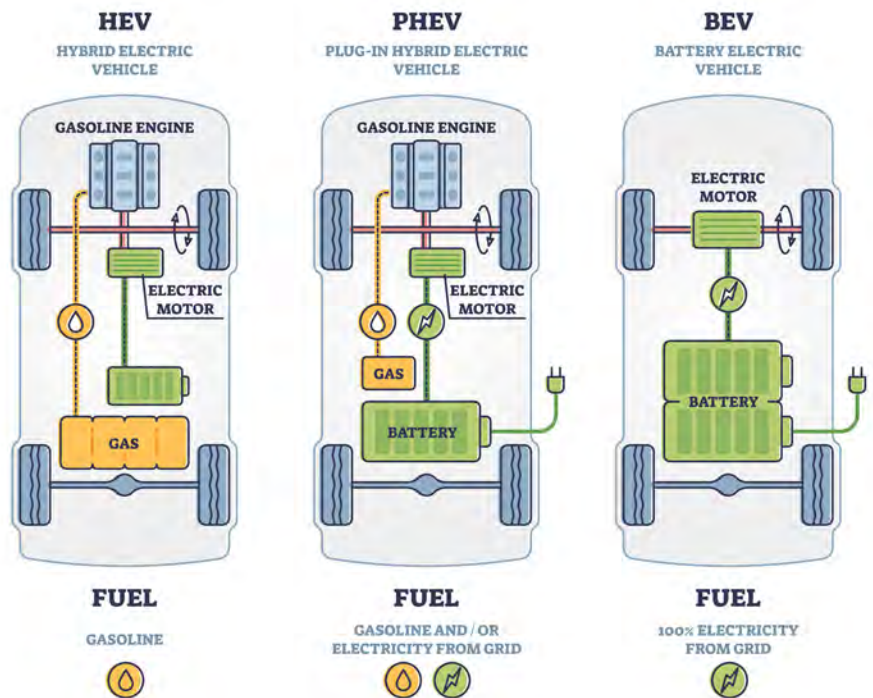 HEV
HYBRID ELECTRIC
VEHICLE
GASOLINE ENGINE
ELECTRIC
MOTOR
GAS
FUEL
GASOLINE
PHEV
PLUG-IN HYBRID ELECTRIC
VEHICLE
GASOLINE ENGINE
ELECTRIC
MOTOR
GAS
BATTERY
FUEL
GASOLINE AND / OR
ELECTRICITY FROM GRID
BEV
BATTERY ELECTRIC
VEHICLE
ELECTRIC
MOTOR
BATTERY
FUEL
100% ELECTRICITY
FROM GRID